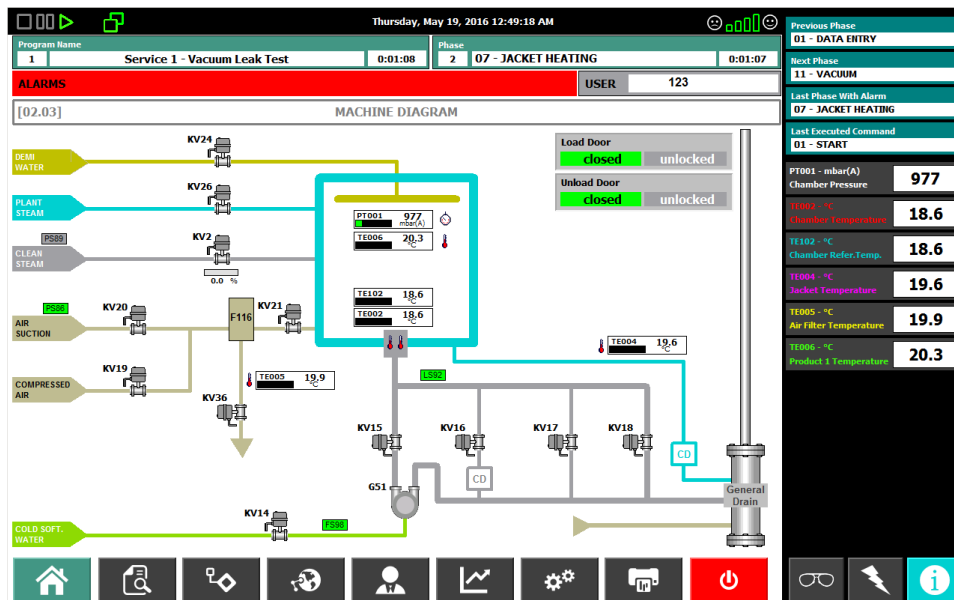 Thursday, May 19, 2016 12:49:18 AM
Program Name
1 Service 1 - Vacuum Leak Test 0:01:08
Phase
2 07 - JACKET HEATING 0:01:07
ALARMS
USER 123
[02.03] MACHINE DIAGRAM
Previous Phase
01 - DATA ENTRY
Next Phase
11 - VACUUM
Last Phase With Alarm
07 - JACKET HEATING
Last Executed Command
01 - START
PT001 - mbar(A)
Chamber Pressure
977
TE002 - °C
Chamber Temperature
18.6
TE102 - °C
Chamber Refer.Temp.
18.6
TE004 - °C
Jacket Temperature
19.6
TE005 - °C
Air Filter Temperature
19.9
TE006 - °C
Product 1 Temperature
20.3
Load Door
closed unlocked
Unload Door
closed unlocked
KV24
DEMI
WATER
KV26
PLANT
STEAM
PS89
KV2
CLEAN
STEAM
0.0 %
PT001 977
mbar(A)
TE006 20.3
°C
TE102 18.6
°C
TE002 18.6
°C
PS86
KV20
AIR
SUCTION
F116
KV21
TE004 19.6
°C
KV19
COMPRESSED
AIR
TE005 19.9
°C
LS92
KV36
KV15
KV16
KV17
KV18
CD
CD
G51
General
Drain
KV14
FS98
COLD SOFT.
WATER